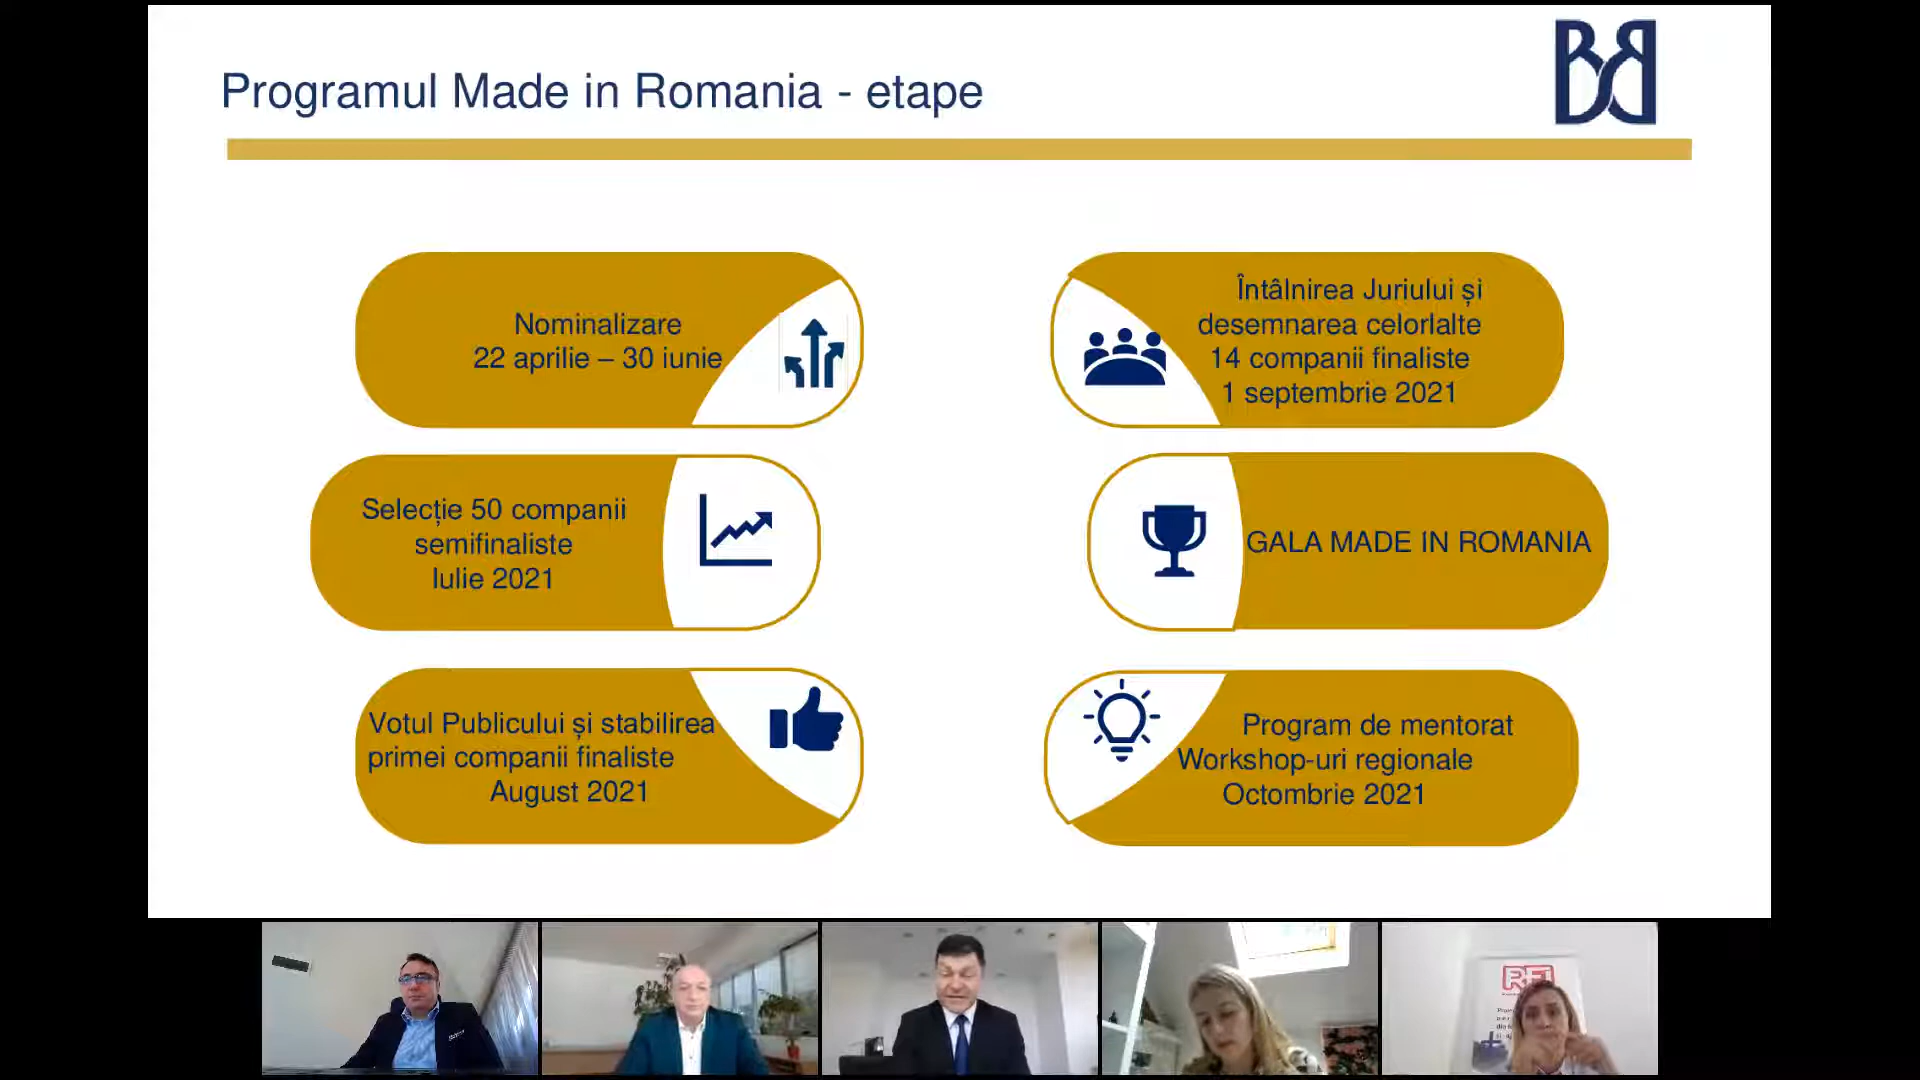 Programul Made in Romania - etape
Nominalizare
22 aprilie – 30 iunie
Selecție 50 companii
semifinaliste
Iulie 2021
Votul Publicului și stabilirea
primei companii finaliste
August 2021
Întâlnirea Juriului și
desemnarea celorlalte
14 companii finaliste
1 septembrie 2021
GALA MADE IN ROMANIA
Program de mentorat
Workshop-uri regionale
Octombrie 2021
RFI